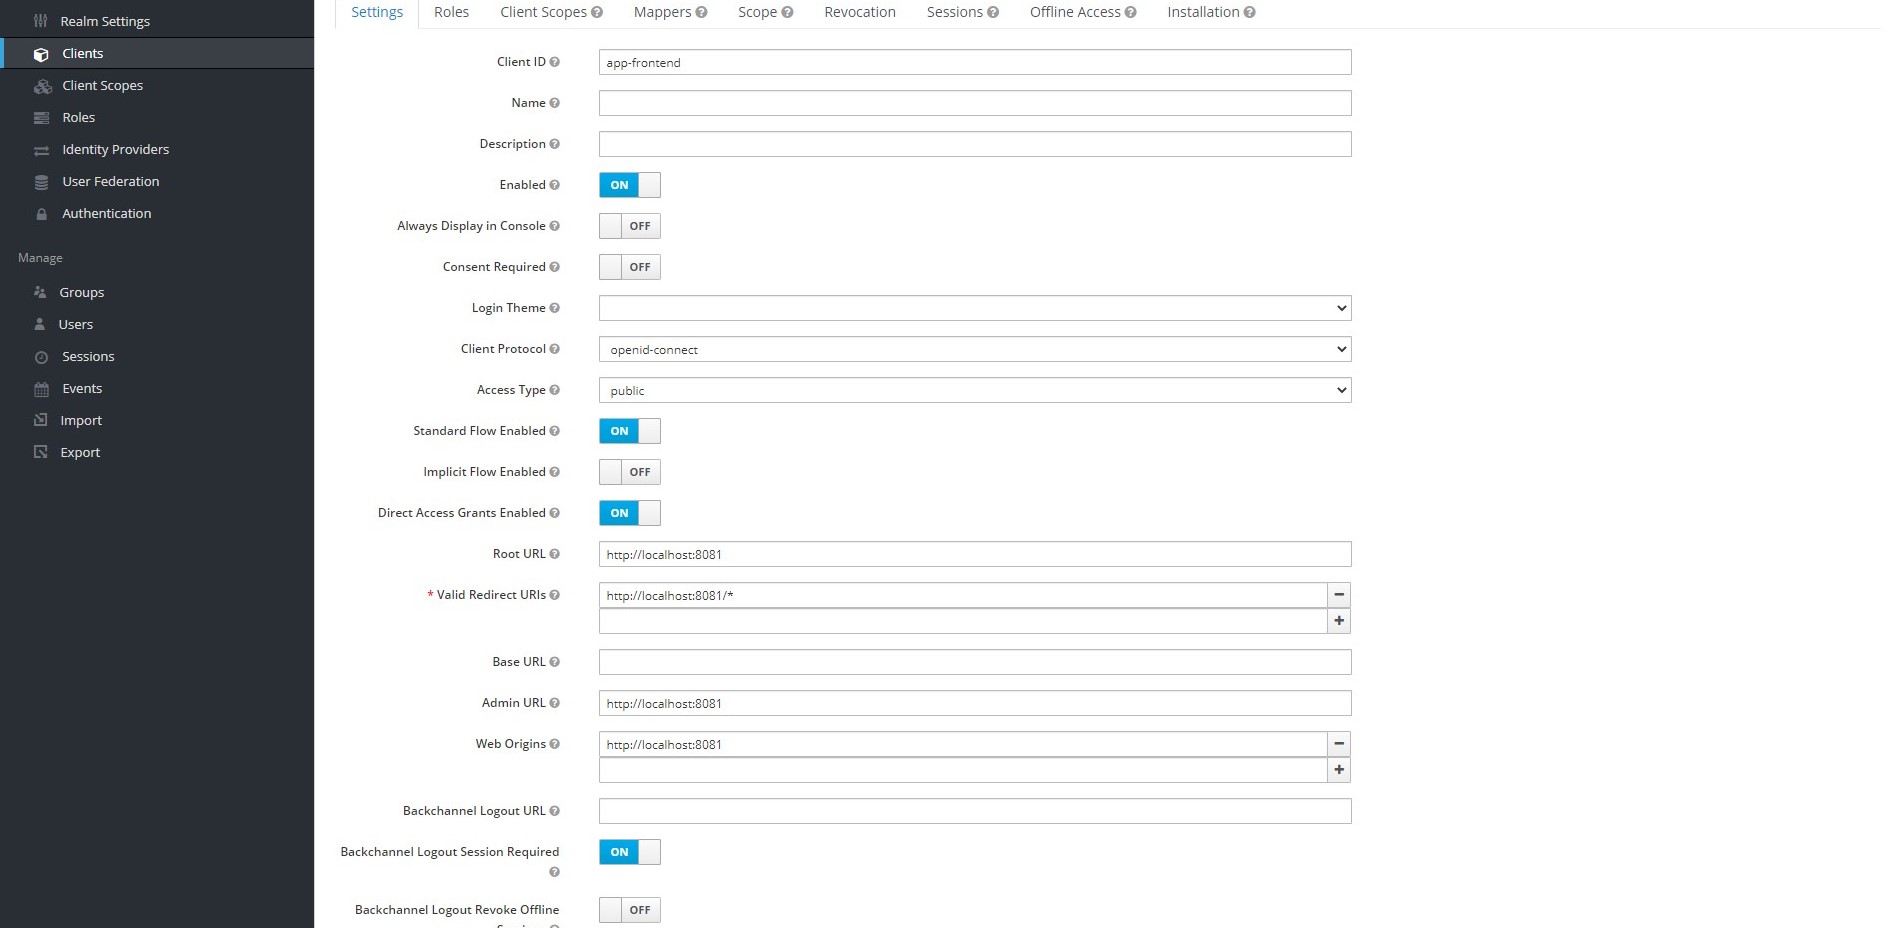 Realm Settings
Clients
Client Scopes
Roles
Identity Providers
User Federation
Authentication
Manage
Groups
Users
Sessions
Events
Import
Export
Settings Roles Client Scopes Mappers Scope Revocation Sessions Offline Access Installation
Client ID app-frontend
Name
Description
Enabled ON
Always Display in Console OFF
Consent Required OFF
Login Theme
Client Protocol openid-connect
Access Type public
Standard Flow Enabled ON
Implicit Flow Enabled OFF
Direct Access Grants Enabled ON
Root URL http://localhost:8081
* Valid Redirect URIs http://localhost:8081/*
Base URL
Admin URL http://localhost:8081
Web Origins http://localhost:8081
Backchannel Logout URL
Backchannel Logout Session Required ON
Backchannel Logout Revoke Offline OFF